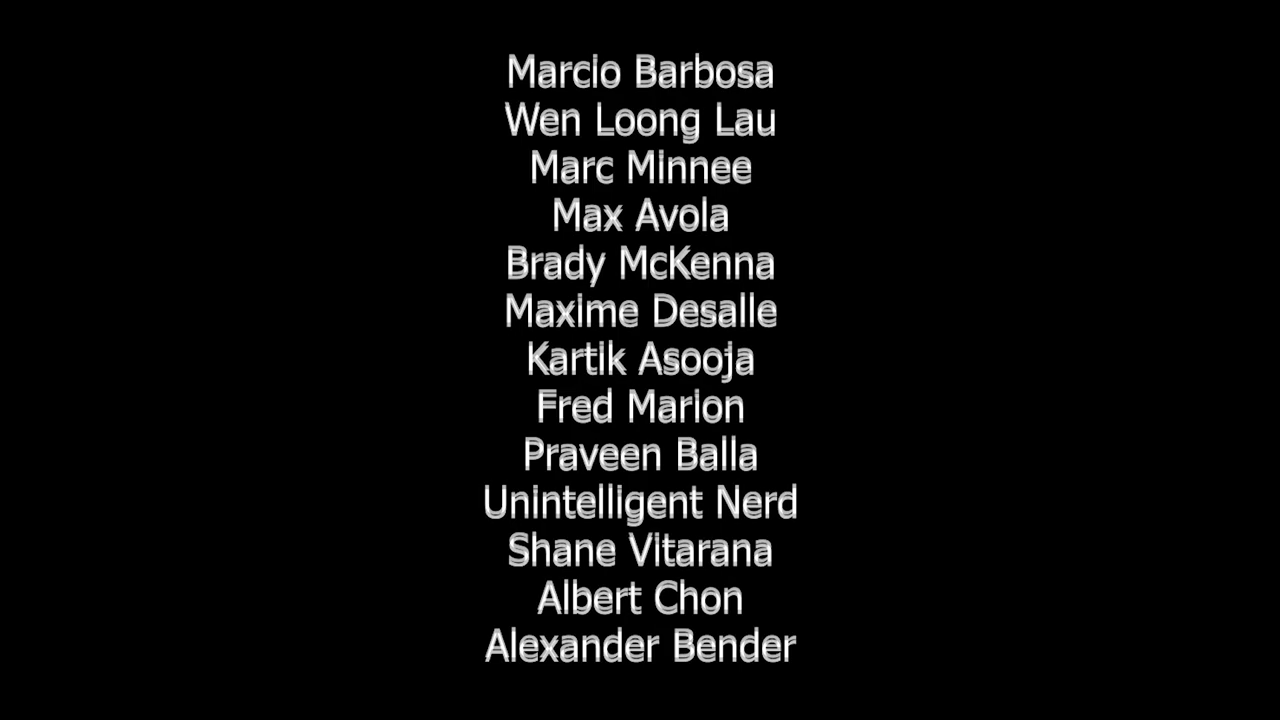 Marcio Barbosa
Wen Loong Lau
Marc Minnee
Max Avola
Brady McKenna
Maxime Desalle
Kartik Asooja
Fred Marion
Praveen Balla
Unintelligent Nerd
Shane Vitarana
Albert Chon
Alexander Bender